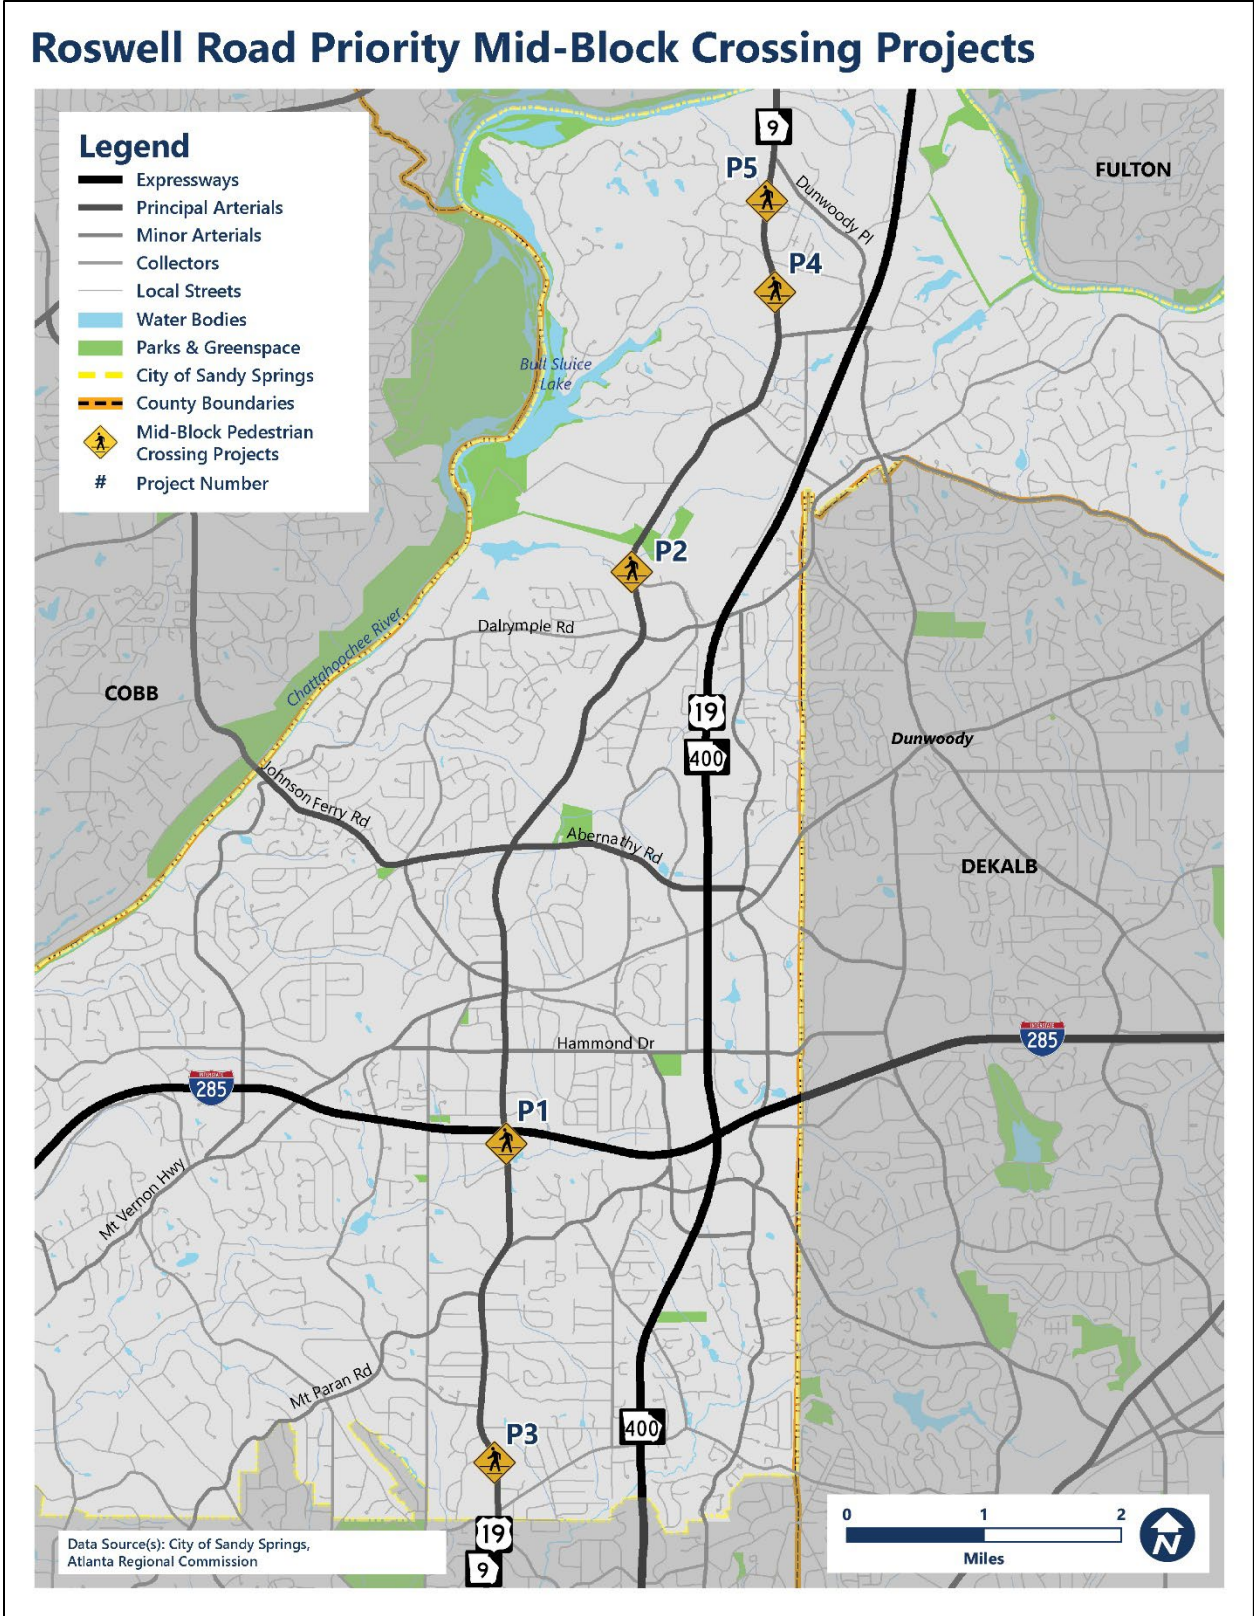 Roswell Road Priority Mid-Block Crossing Projects
Legend
Expressways
Principal Arterials
Minor Arterials
Collectors
Local Streets
Water Bodies
Parks & Greenspace
City of Sandy Springs
County Boundaries
Mid-Block Pedestrian
Crossing Projects
# Project Number
9
FULTON
P5
Dunwoody Pl
P4
Bull Sluice
Lake
P2
Dalrymple Rd
Chattahoochee River
COBB
19
400
Dunwoody
Johnson Ferry Rd
Abernathy Rd
DEKALB
Hammond Dr
INTERSTATE
285
INTERSTATE
285
P1
Mt Vernon Hwy
Mt Paran Rd
400
P3
19
9
Data Source(s): City of Sandy Springs,
Atlanta Regional Commission
0 1 2
Miles
N